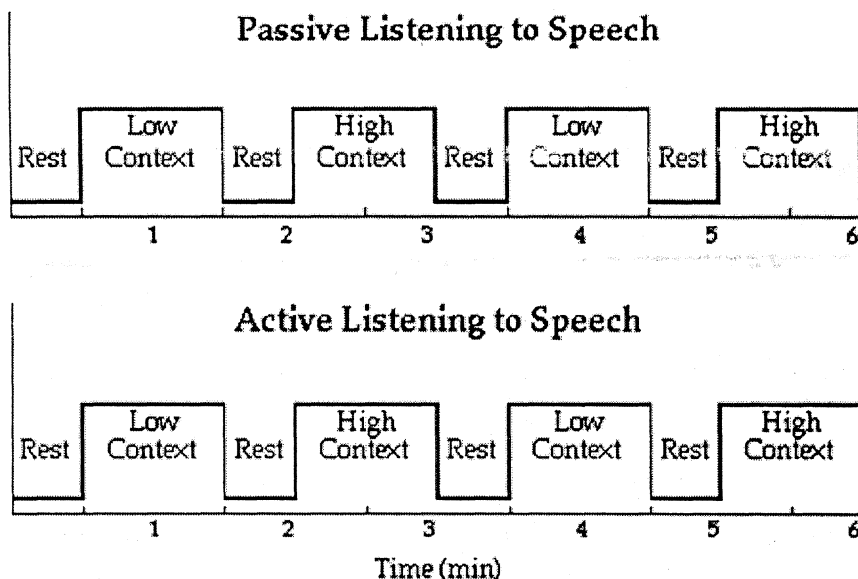 Passive Listening to Speech
Low High Low High
Rest Context Rest Context Rest Context Rest Context
1 2 3 4 5 6
Active Listening to Speech
Low High Low High
Rest Context Rest Context Rest Context Rest Context
1 2 3 4 5 6
Time (min)